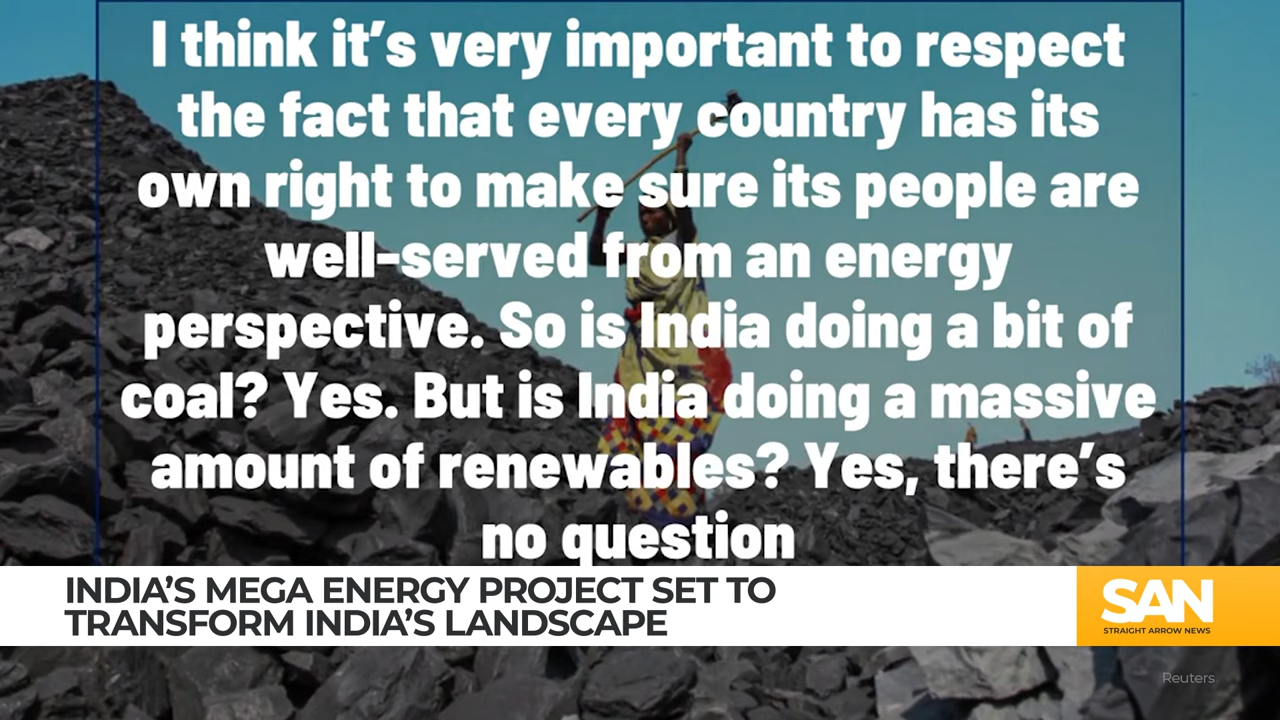 I think it's very important to respect
the fact that every country has its
own right to make sure its people are
well-served from an energy
perspective. So is India doing a bit of
coal? Yes. But is India doing a massive
amount of renewables? Yes, there's
no question
INDIA'S MEGA ENERGY PROJECT SET TO
TRANSFORM INDIA'S LANDSCAPE
SAN
STRAIGHT ARROW NEWS
Reuters